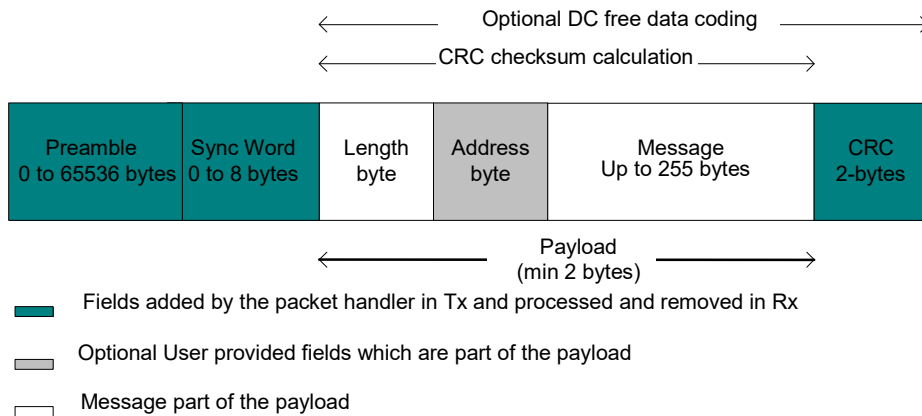 Optional DC free data coding
CRC checksum calculation
Preamble
0 to 65536 bytes
Sync Word
0 to 8 bytes
Length
byte
Address
byte
Message
Up to 255 bytes
CRC
2-bytes
Payload
(min 2 bytes)
Fields added by the packet handler in Tx and processed and removed in Rx
Optional User provided fields which are part of the payload
Message part of the payload